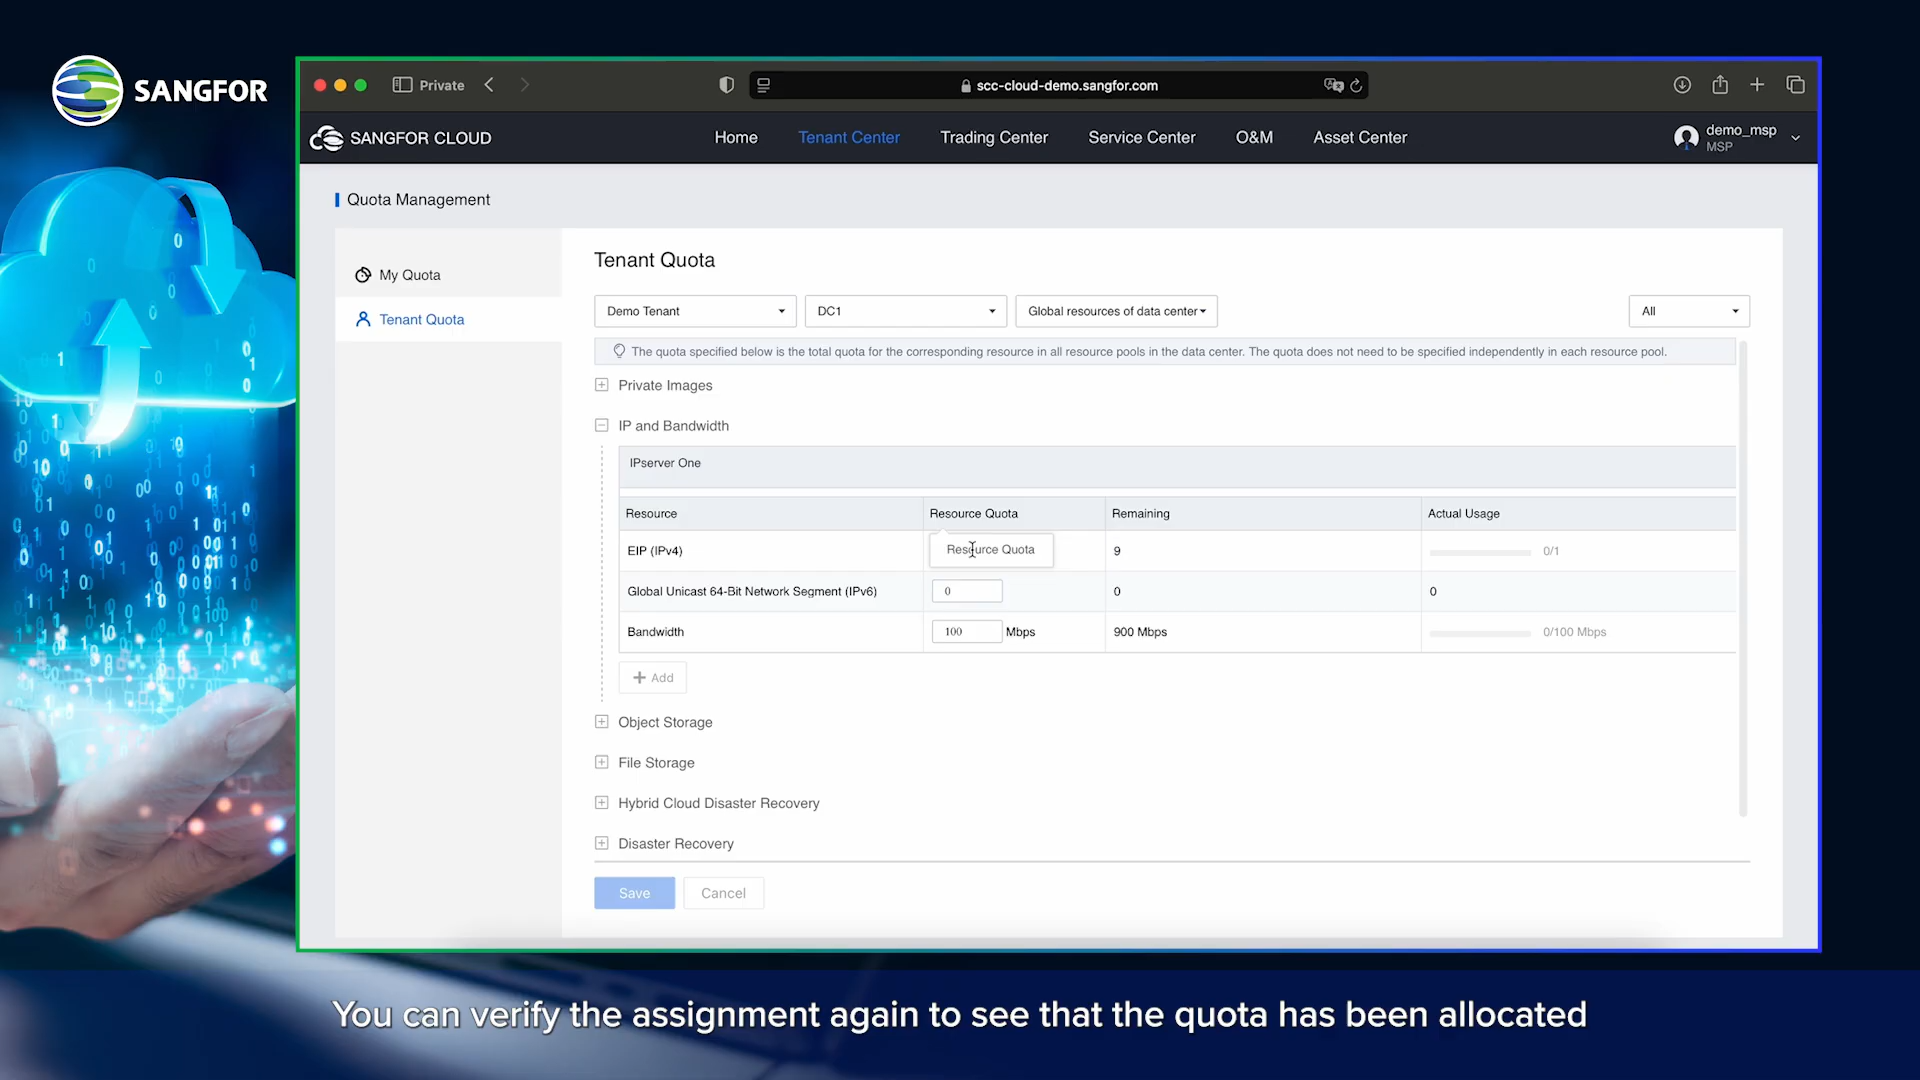 SANGFOR
Private
scc-cloud-demo.sangfor.com
SANGFOR CLOUD
Home
Tenant Center
Trading Center
Service Center
O&M
Asset Center
demo_msp
MSP
Quota Management
My Quota
Tenant Quota
Tenant Quota
Demo Tenant
DC1
Global resources of data center
All
The quota specified below is the total quota for the corresponding resource in all resource pools in the data center. The quota does not need to be specified independently in each resource pool.
Private Images
IP and Bandwidth
IPserver One
Resource Resource Quota Remaining Actual Usage
EIP (IPv4) Resource Quota 9 0/1
Global Unicast 64-Bit Network Segment (IPv6) 0 0 0
Bandwidth 100 Mbps 900 Mbps 0/100 Mbps
Add
Object Storage
File Storage
Hybrid Cloud Disaster Recovery
Disaster Recovery
Save
Cancel
You can verify the assignment again to see that the quota has been allocated